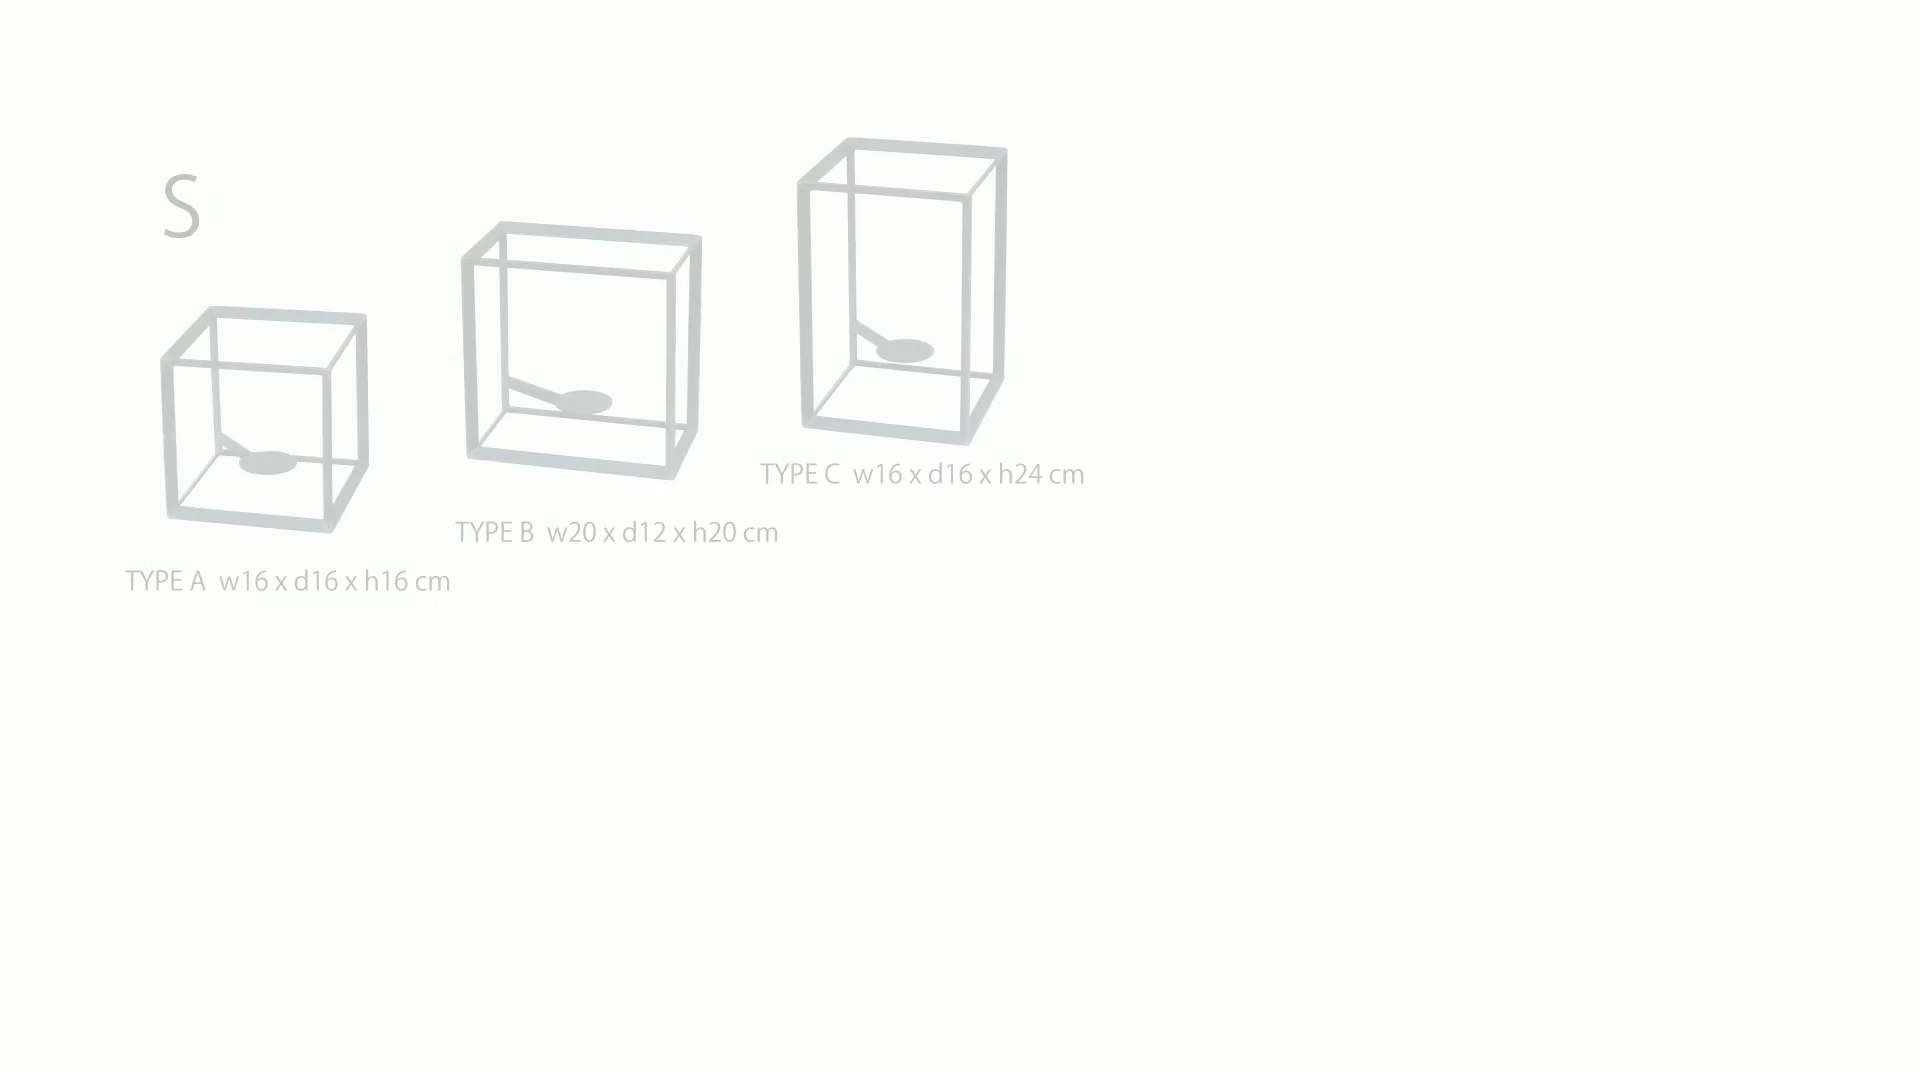 S
TYPE C  w16 x d16 x h24 cm
TYPE B  w20 x d12 x h20 cm
TYPE A  w16 x d16 x h16 cm